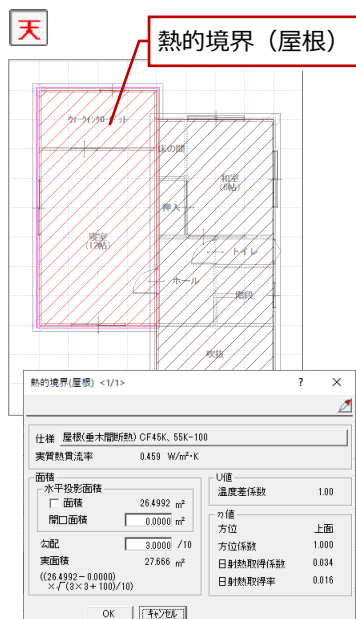 天
熱的境界（屋根）
ウォークインクローゼット
床の間
和室
(6帖)
押入
寝室
(12帖)
トイレ
ホール
階段
吹抜
熱的境界(屋根) <1/1>
? ×
仕様 屋根(垂木間断熱) CF45K、55K-100
実質熱貫流率 0.459 W/m²・K
面積
水平投影面積
面積 26.4992 m²
開口面積 0.0000 m²
勾配 3.0000 /10
実面積 27.666 m²
((26.4992－0.0000)
×√(3×3＋100)/10)
U値
温度差係数 1.00
η値
方位 上面
方位係数 1.000
日射熱取得係数 0.034
日射熱取得率 0.016
OK キャンセル